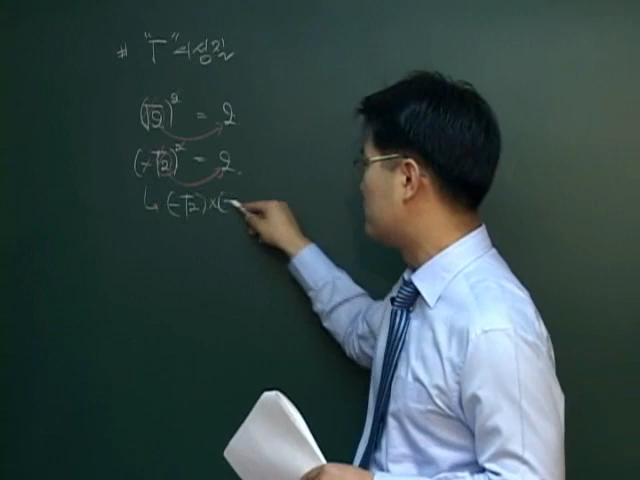 # "√" 의 성질
(√2)² = 2
(-√2)² = 2.
↳ (-√2)×(-